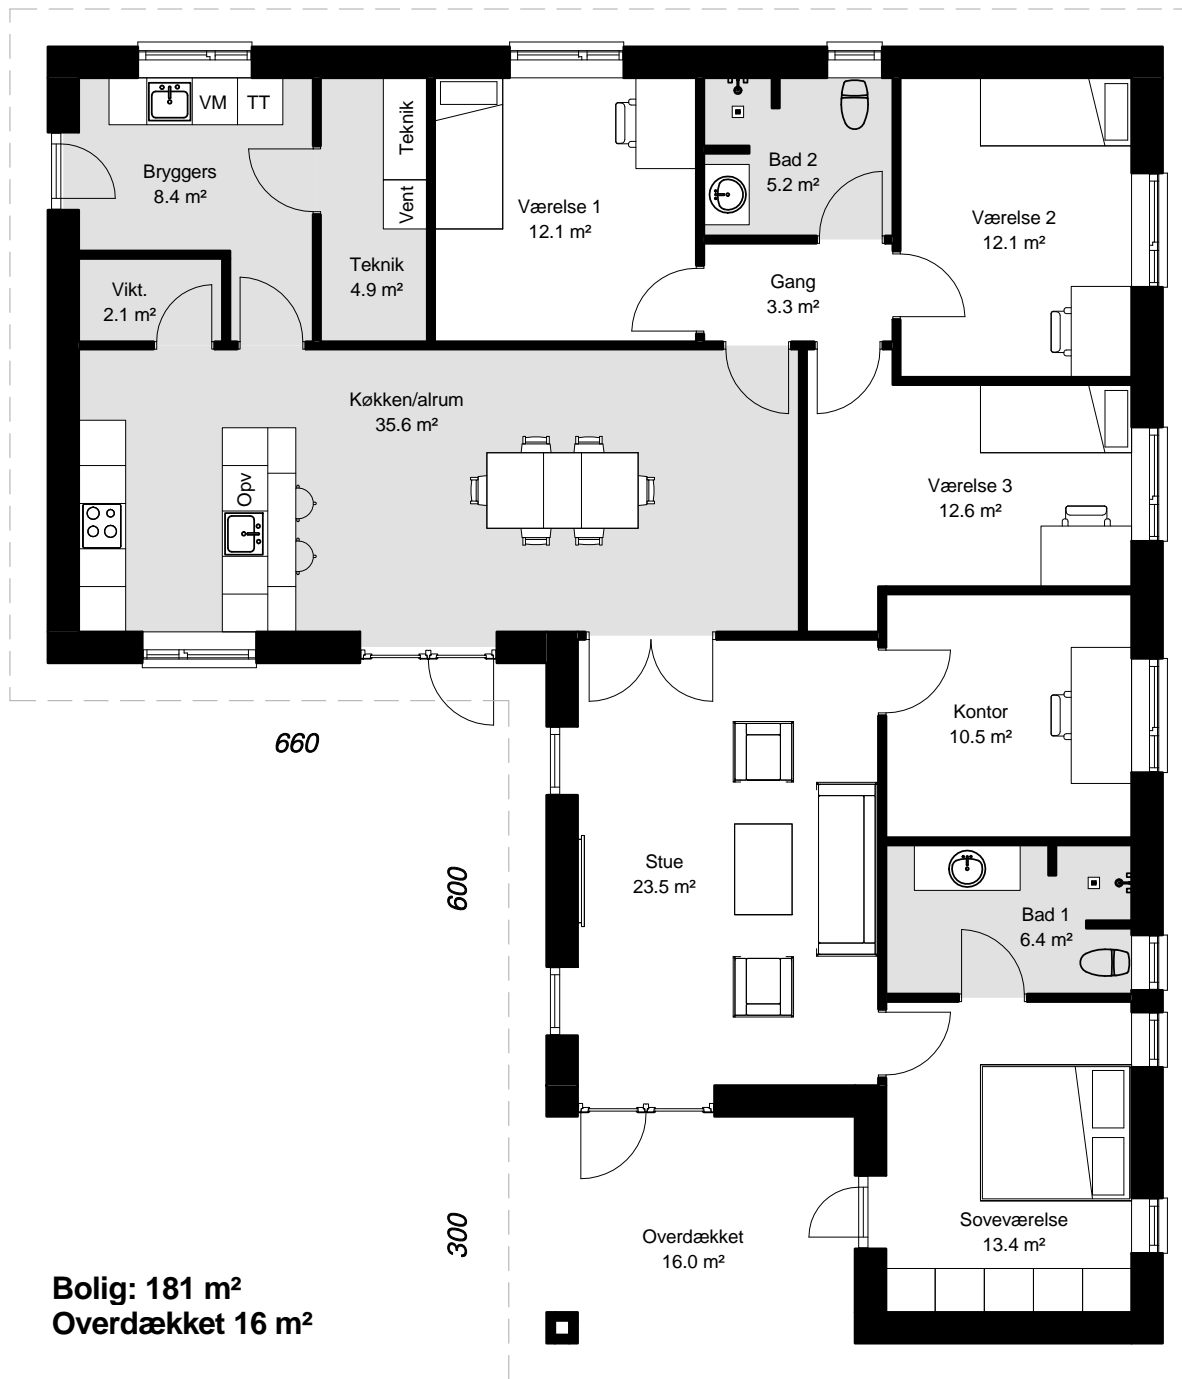 VM
TT
Teknik
Vent
Bryggers
8.4 m²
Bad 2
5.2 m²
Værelse 1
12.1 m²
Værelse 2
12.1 m²
Teknik
4.9 m²
Vikt.
2.1 m²
Gang
3.3 m²
Køkken/alrum
35.6 m²
Opv
Værelse 3
12.6 m²
660
Kontor
10.5 m²
Stue
23.5 m²
600
Bad 1
6.4 m²
300
Overdækket
16.0 m²
Soveværelse
13.4 m²
Bolig: 181 m²
Overdækket 16 m²